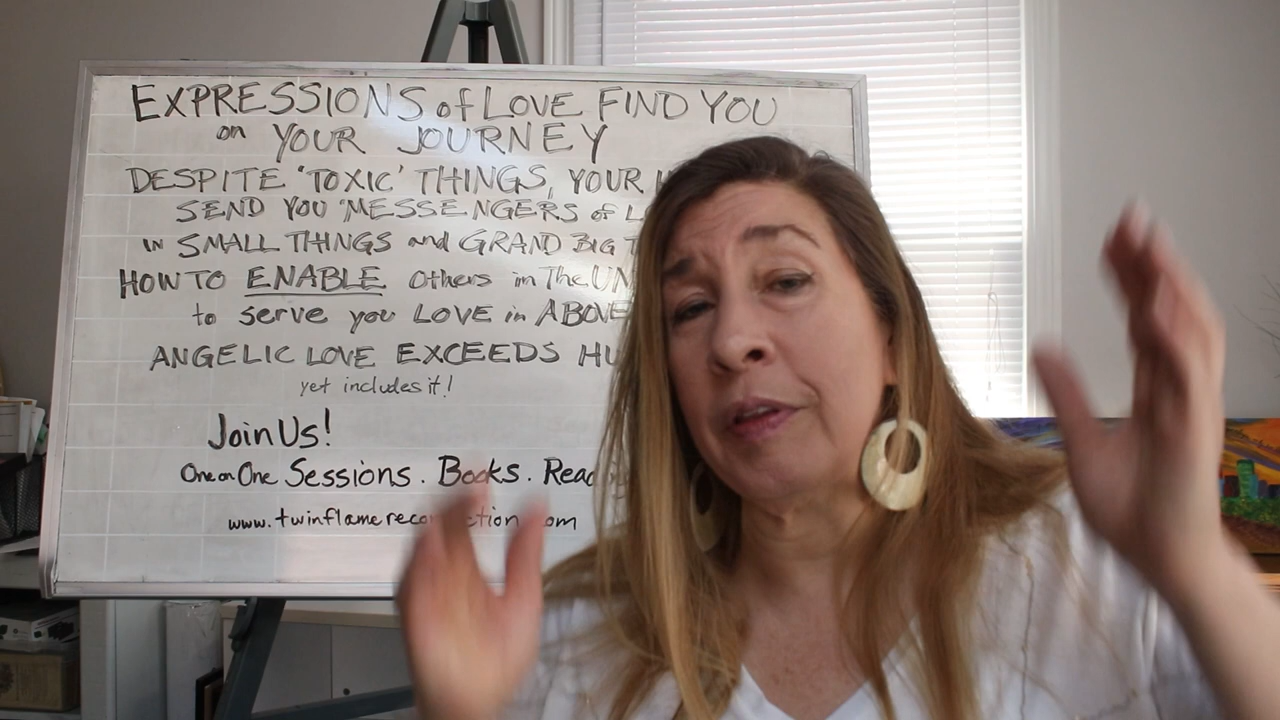 EXPRESSIONS of LOVE FIND YOU
on YOUR JOURNEY
DESPITE 'TOXIC' THINGS, YOUR
SEND YOU 'MESSENGERS of
in SMALL THINGS and GRAND BIG
HOW TO ENABLE Others in The
to serve you LOVE in ABOVE
ANGELIC LOVE EXCEEDS
yet includes it!
Join Us!
One on One Sessions. Books.